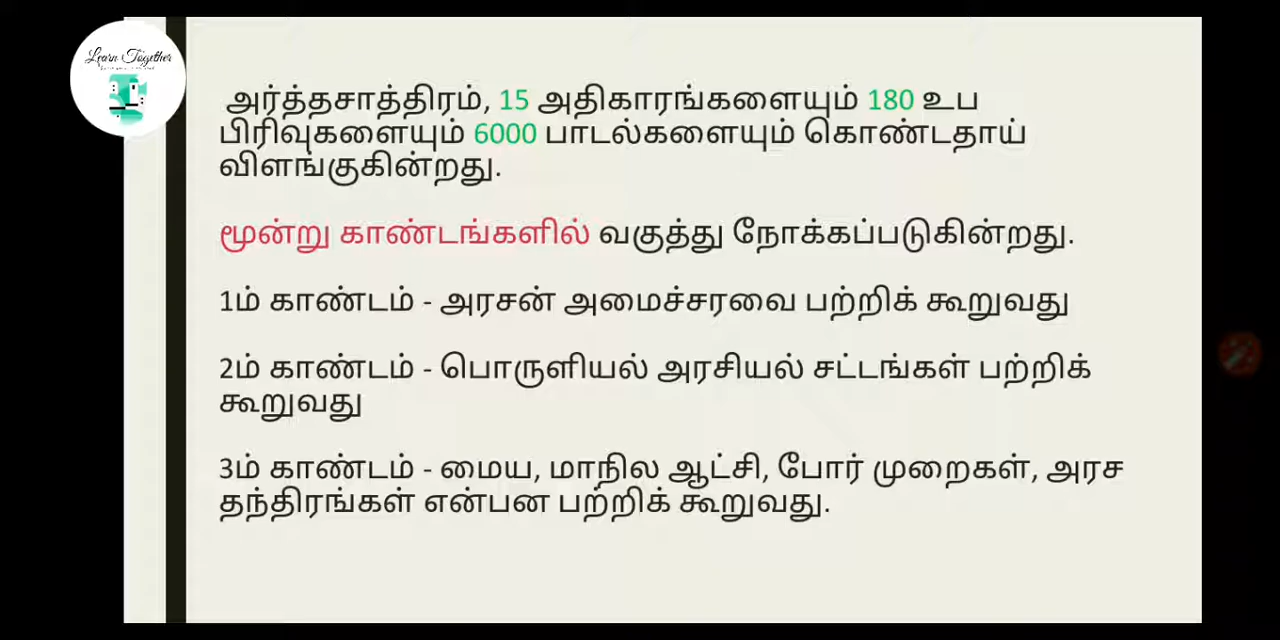 Learn Together
அர்த்தசாத்திரம், 15 அதிகாரங்களையும் 180 உப
பிரிவுகளையும் 6000 பாடல்களையும் கொண்டதாய்
விளங்குகின்றது.
மூன்று காண்டங்களில் வகுத்து நோக்கப்படுகின்றது.
1ம் காண்டம் - அரசன் அமைச்சரவை பற்றிக் கூறுவது
2ம் காண்டம் - பொருளியல் அரசியல் சட்டங்கள் பற்றிக்
கூறுவது
3ம் காண்டம் - மைய, மாநில ஆட்சி, போர் முறைகள், அரச
தந்திரங்கள் என்பன பற்றிக் கூறுவது.